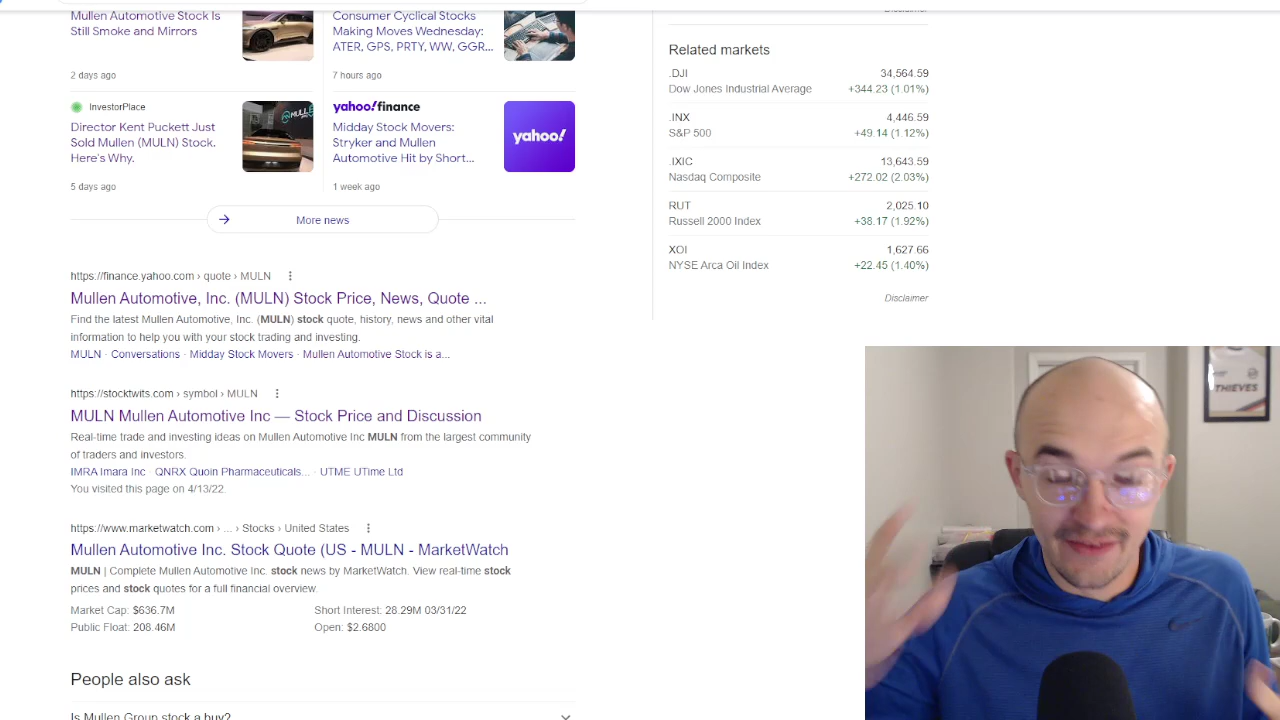 Mullen Automotive Stock Is
Still Smoke and Mirrors
2 days ago
Consumer Cyclical Stocks
Making Moves Wednesday:
ATER, GPS, PRTY, WW, GGR...
7 hours ago
InvestorPlace
Director Kent Puckett Just
Sold Mullen (MULN) Stock.
Here's Why.
5 days ago
yahoo!finance
Midday Stock Movers:
Stryker and Mullen
Automotive Hit by Short...
yahoo!
1 week ago
More news
https://finance.yahoo.com › quote › MULN
Mullen Automotive, Inc. (MULN) Stock Price, News, Quote ...
Find the latest Mullen Automotive, Inc. (MULN) stock quote, history, news and other vital
information to help you with your stock trading and investing.
MULN · Conversations · Midday Stock Movers · Mullen Automotive Stock is a...
https://stocktwits.com › symbol › MULN
MULN Mullen Automotive Inc — Stock Price and Discussion
Real-time trade and investing ideas on Mullen Automotive Inc MULN from the largest community
of traders and investors.
IMRA Imara Inc · QNRX Quoin Pharmaceuticals... · UTME UTime Ltd
You visited this page on 4/13/22.
https://www.marketwatch.com › ... › Stocks › United States
Mullen Automotive Inc. Stock Quote (US - MULN - MarketWatch
MULN | Complete Mullen Automotive Inc. stock news by MarketWatch. View real-time stock
prices and stock quotes for a full financial overview.
Market Cap: $636.7M Short Interest: 28.29M 03/31/22
Public Float: 208.46M Open: $2.6800
People also ask
Is Mullen Group stock a buy?
Disclaimer
Related markets
.DJI 34,564.59
Dow Jones Industrial Average +344.23 (1.01%)
.INX 4,446.59
S&P 500 +49.14 (1.12%)
.IXIC 13,643.59
Nasdaq Composite +272.02 (2.03%)
RUT 2,025.10
Russell 2000 Index +38.17 (1.92%)
XOI 1,627.66
NYSE Arca Oil Index +22.45 (1.40%)
Disclaimer
THIEVES